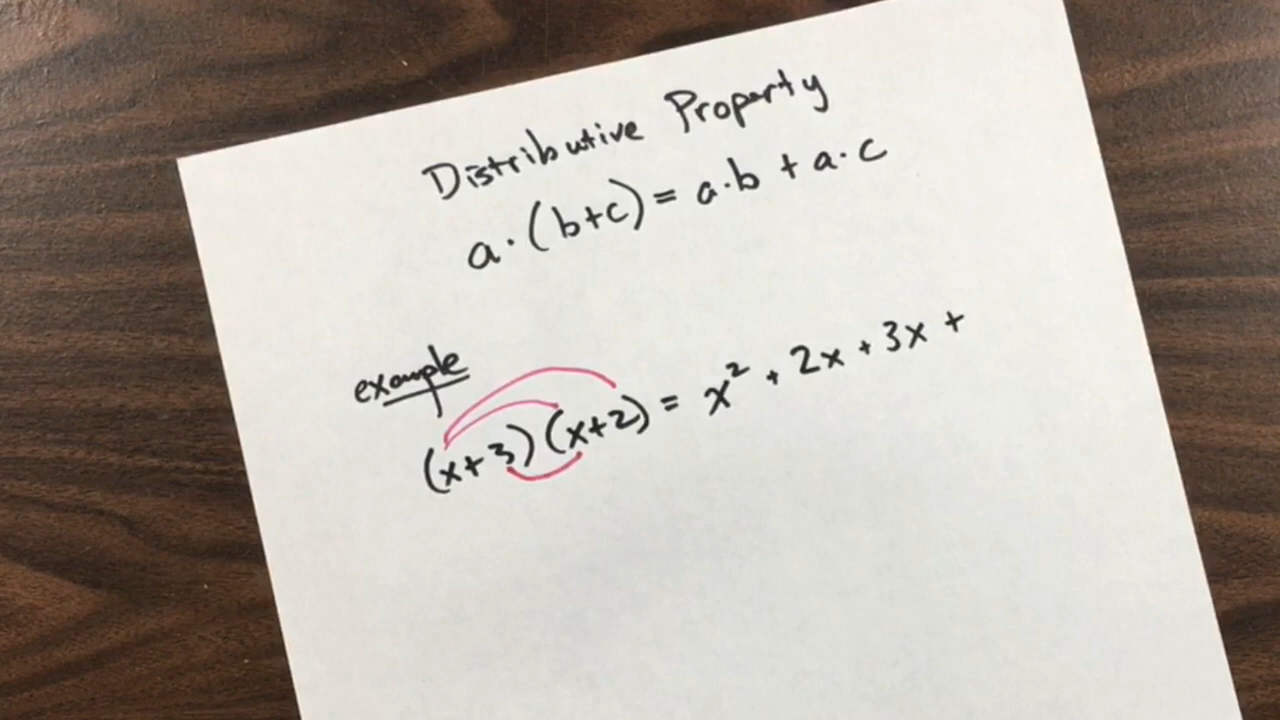 Distributive Property
a·(b+c) = a·b + a·c
example
(x+3)(x+2) = x² + 2x + 3x +